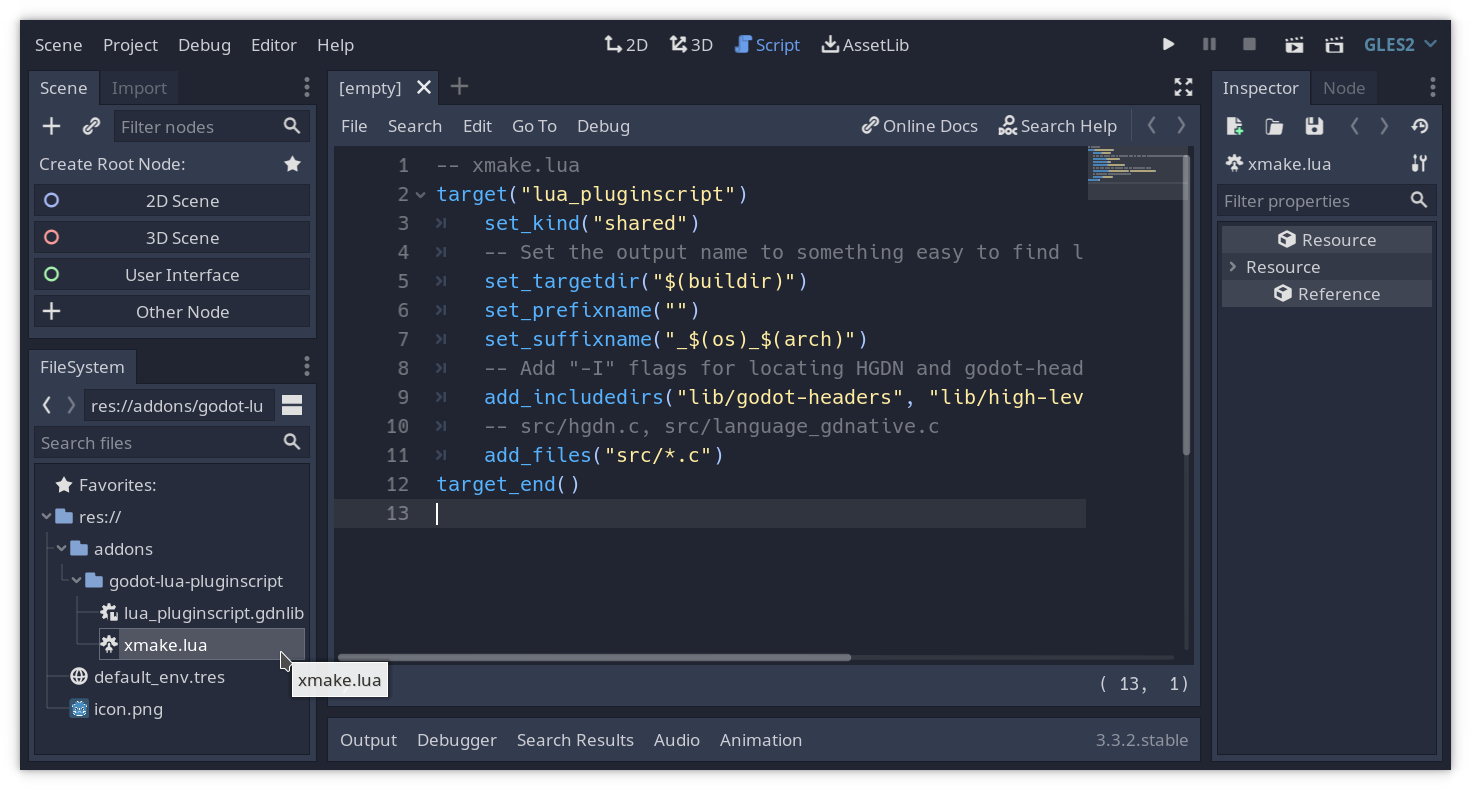 Scene Project Debug Editor Help 2D 3D Script AssetLib GLES2
Scene Import
Filter nodes
Create Root Node:
2D Scene
3D Scene
User Interface
Other Node
FileSystem
res://addons/godot-lu
Search files
Favorites:
res://
addons
godot-lua-pluginscript
lua_pluginscript.gdnlib
xmake.lua
default_env.tres
icon.png
xmake.lua
[empty]
File Search Edit Go To Debug Online Docs Search Help
1 -- xmake.lua
2 target("lua_pluginscript")
3 set_kind("shared")
4 -- Set the output name to something easy to find l
5 set_targetdir("$(buildir)")
6 set_prefixname("")
7 set_suffixname("_$(os)_$(arch)")
8 -- Add "-I" flags for locating HGDN and godot-head
9 add_includedirs("lib/godot-headers", "lib/high-lev
10 -- src/hgdn.c, src/language_gdnative.c
11 add_files("src/*.c")
12 target_end()
13
( 13, 1)
Output Debugger Search Results Audio Animation 3.3.2.stable
Inspector Node
xmake.lua
Filter properties
Resource
Resource
Reference